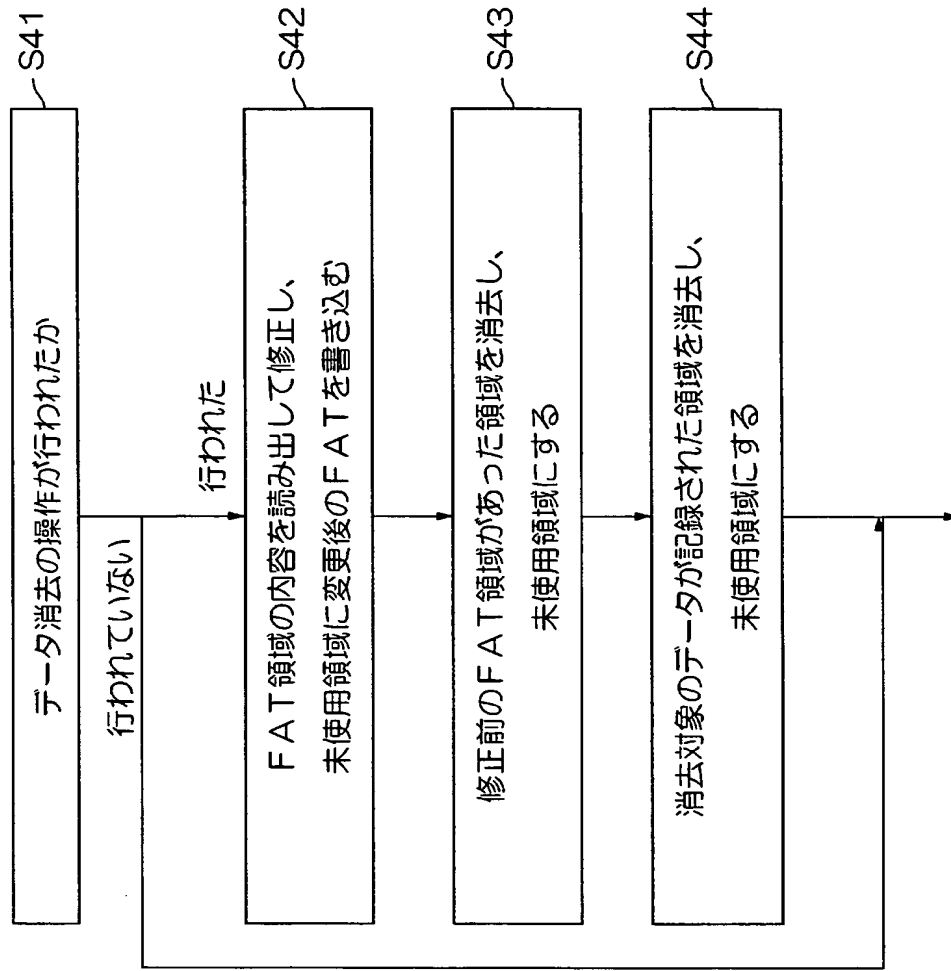 データ消去の操作が行われたか
S41
行われていない
行われた
FAT領域の内容を読み出して修正し、
未使用領域に変更後のFATを書き込む
S42
修正前のFAT領域があった領域を消去し、
未使用領域にする
S43
消去対象のデータが記録された領域を消去し、
未使用領域にする
S44